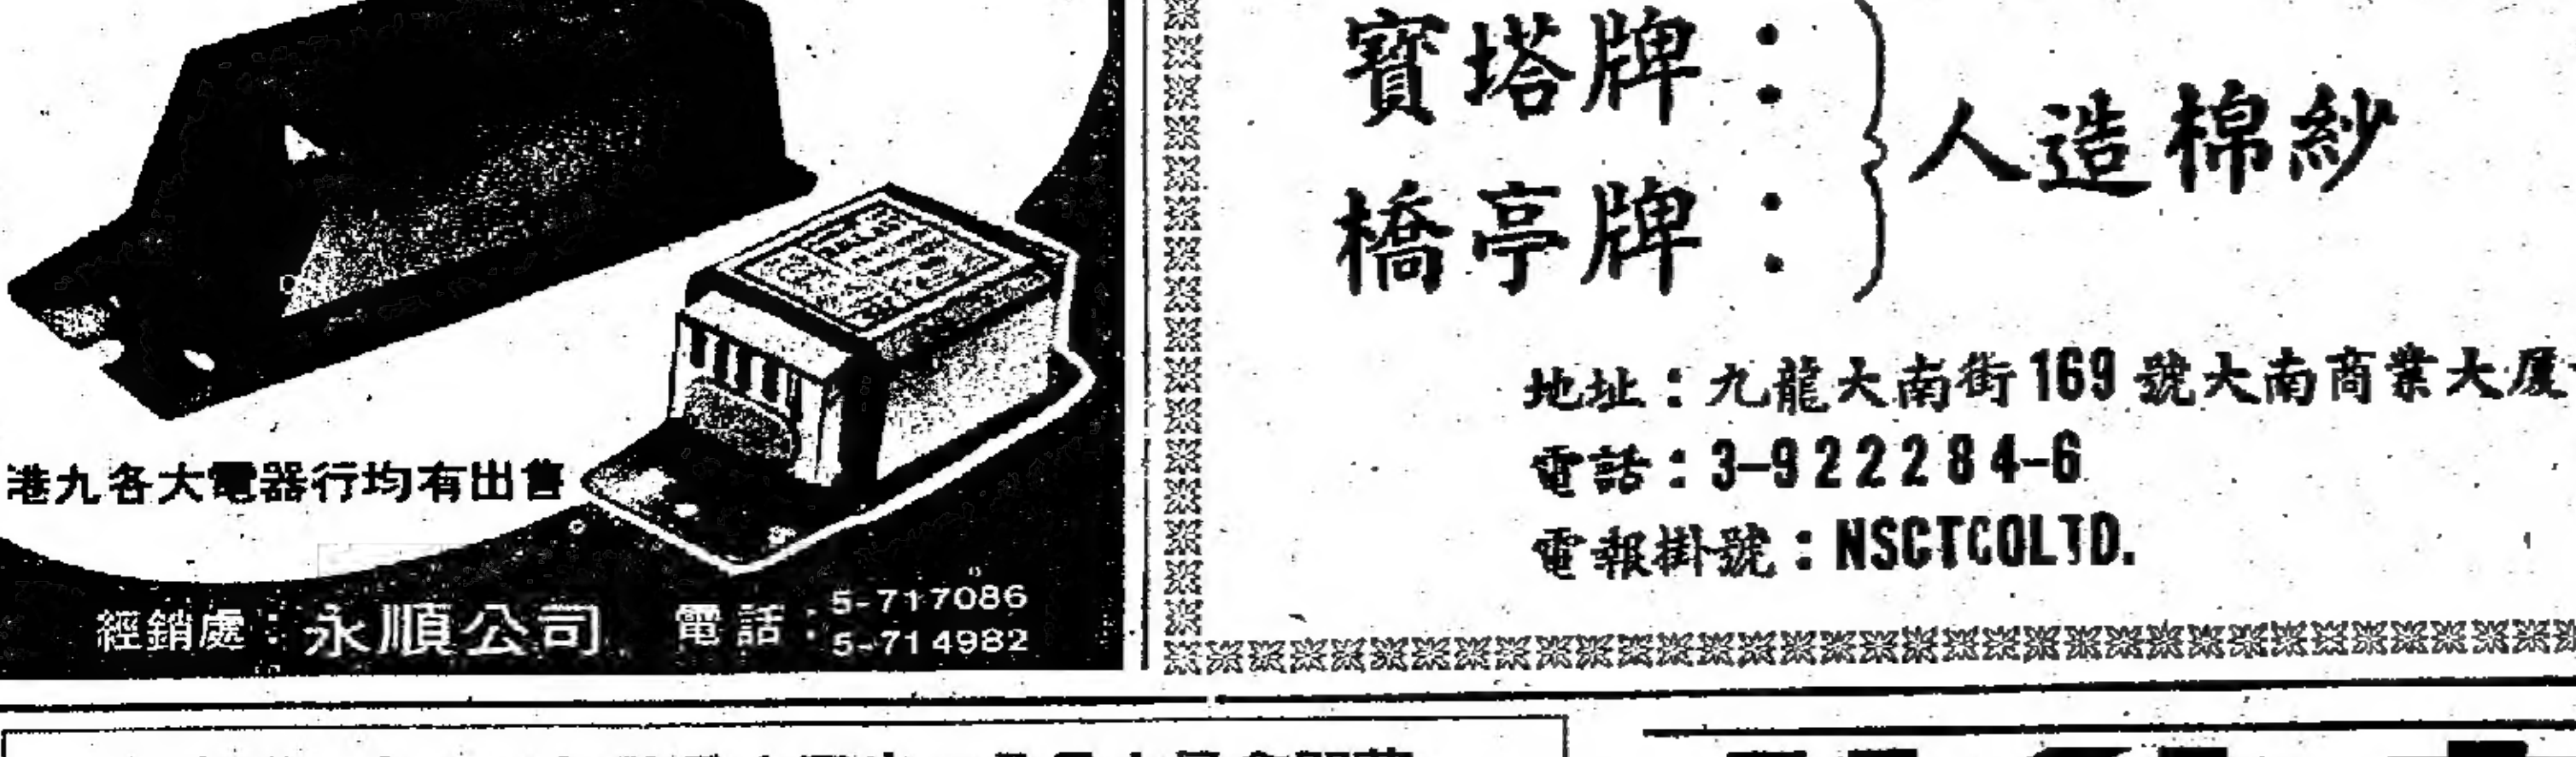 港九各大電器行均有出售
經銷處：永順公司 電話：5-717086
5-714982
寶塔牌：
橋亭牌：
人造棉紗
地址：九龍大南街169號大南商業大廈
電話：3-922284-6
電報掛號：NSCTCOLTD.